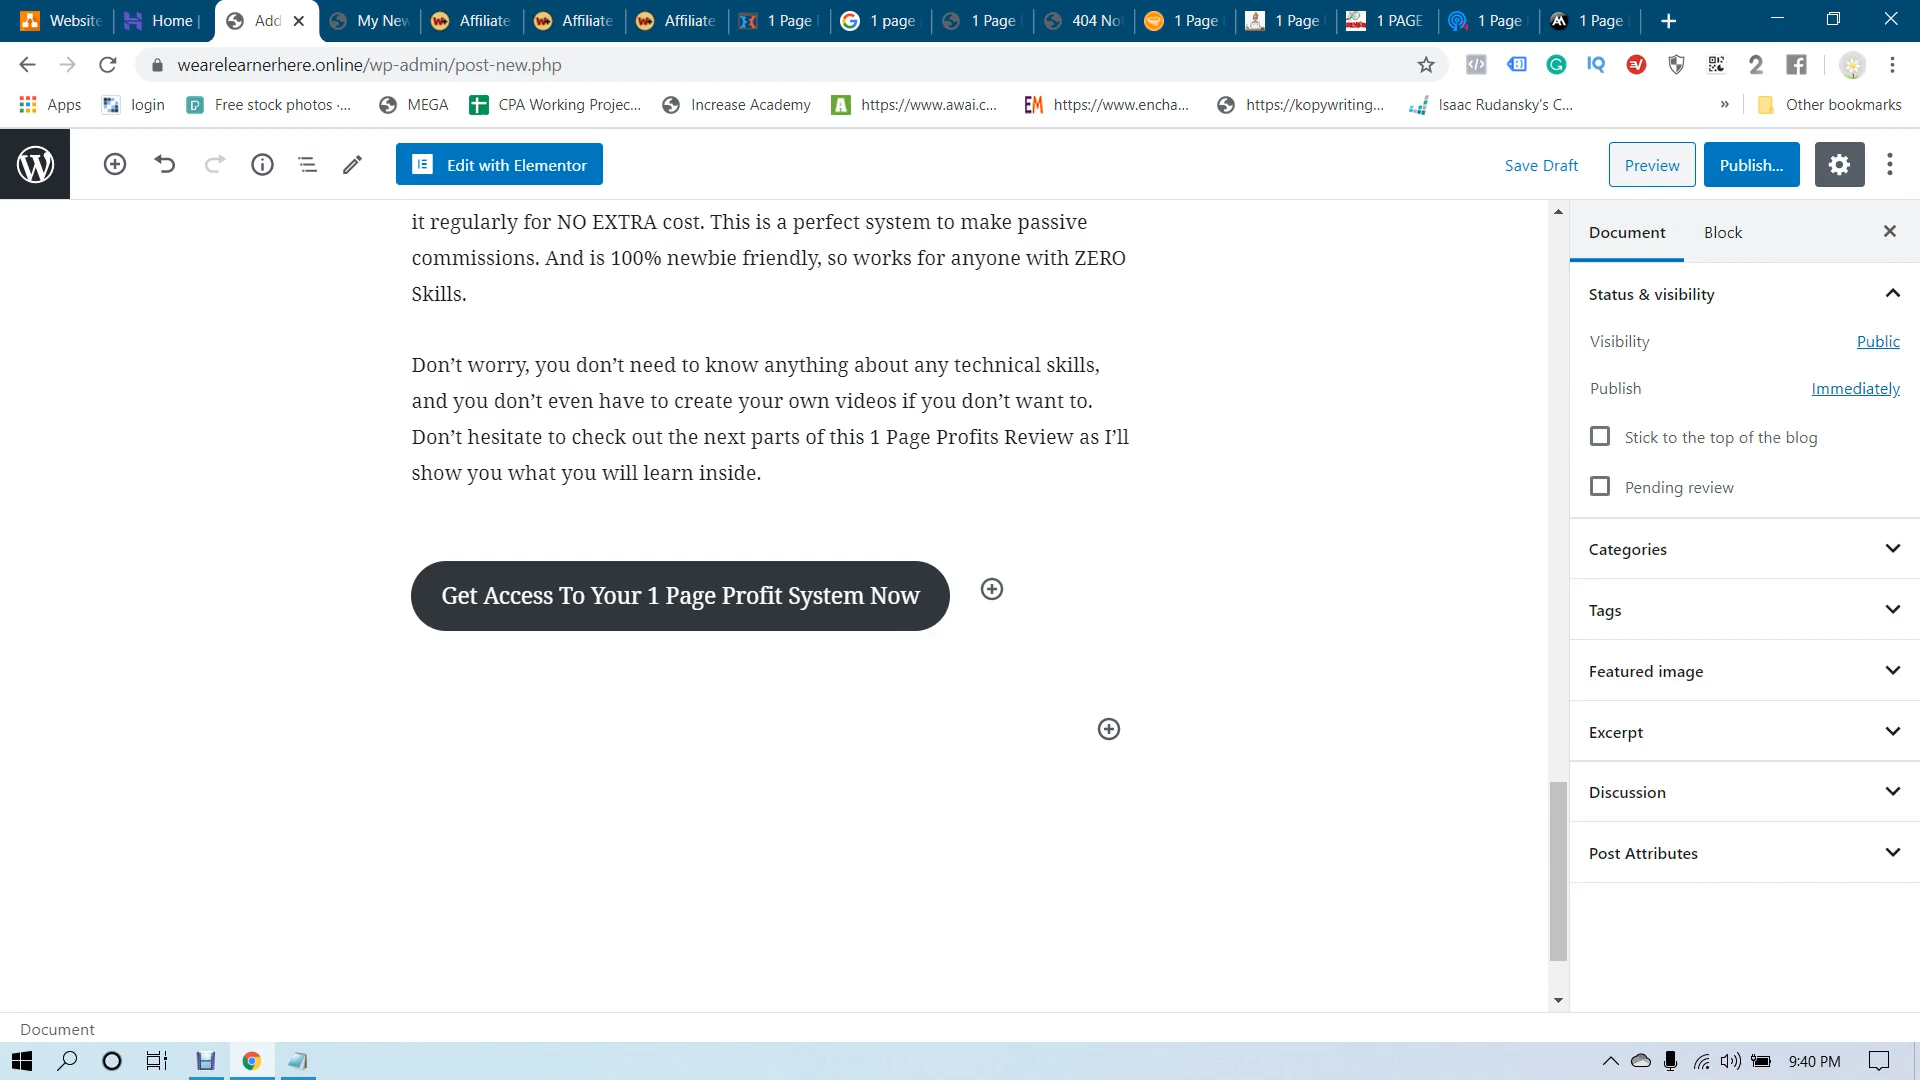 Website
Home |
Add
My New
Affiliate
Affiliate
Affiliate
1 Page
1 page
1 Page
404 No
1 Page
1 Page
1 PAGE
1 Page
1 Page
wearelearnerhere.online/wp-admin/post-new.php
Apps
login
Free stock photos ·...
MEGA
CPA Working Projec...
Increase Academy
https://www.awai.c...
https://www.encha...
https://kopywriting...
Isaac Rudansky's C...
»
Other bookmarks
Edit with Elementor
Save Draft
Preview
Publish...
it regularly for NO EXTRA cost. This is a perfect system to make passive
commissions. And is 100% newbie friendly, so works for anyone with ZERO
Skills.
Don’t worry, you don’t need to know anything about any technical skills,
and you don’t even have to create your own videos if you don’t want to.
Don’t hesitate to check out the next parts of this 1 Page Profits Review as I’ll
show you what you will learn inside.
Get Access To Your 1 Page Profit System Now
Document
Block
Status & visibility
Visibility
Public
Publish
Immediately
Stick to the top of the blog
Pending review
Categories
Tags
Featured image
Excerpt
Discussion
Post Attributes
Document
9:40 PM